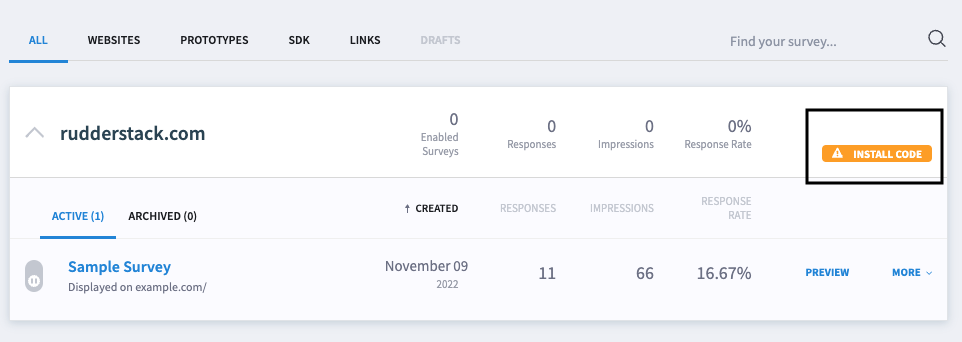 ALL WEBSITES PROTOTYPES SDK LINKS DRAFTS Find your survey...
rudderstack.com
0
Enabled
Surveys
0
Responses
0
Impressions
0%
Response Rate
INSTALL CODE
ACTIVE (1) ARCHIVED (0)
↑ CREATED
RESPONSES
IMPRESSIONS
RESPONSE
RATE
Sample Survey
Displayed on example.com/
November 09
2022
11
66
16.67%
PREVIEW
MORE